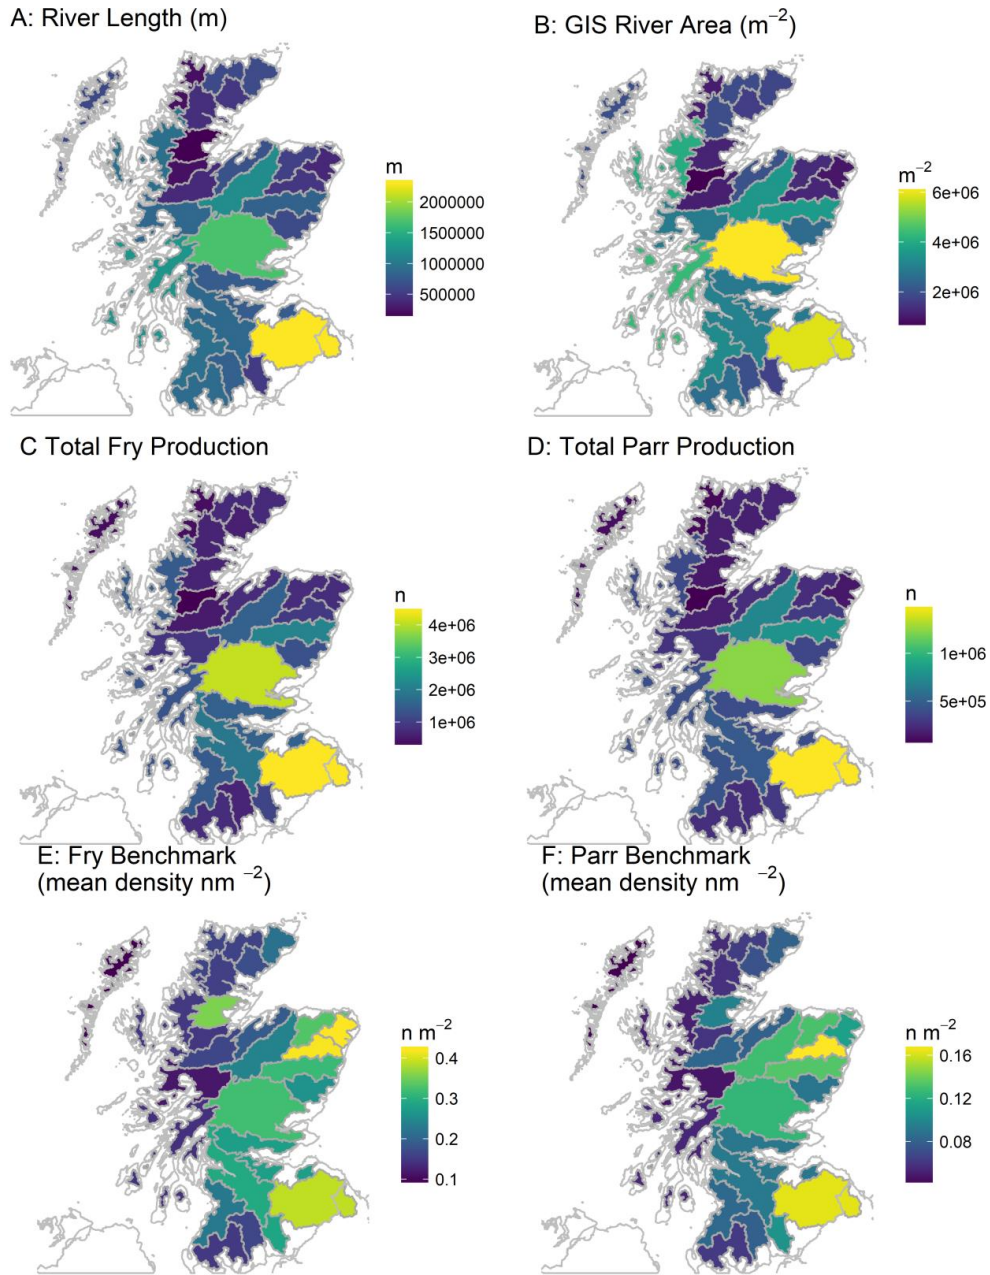 A: River Length (m)
B: GIS River Area (m⁻²)
m
2000000
1500000
1000000
500000
m⁻²
6e+06
4e+06
2e+06
C Total Fry Production
D: Total Parr Production
n
4e+06
3e+06
2e+06
1e+06
n
1e+06
5e+05
E: Fry Benchmark
(mean density nm ⁻²)
F: Parr Benchmark
(mean density nm ⁻²)
n m⁻²
0.4
0.3
0.2
0.1
n m⁻²
0.16
0.12
0.08